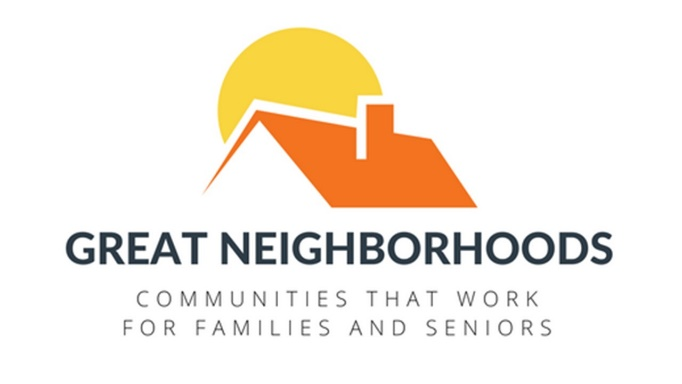 GREAT NEIGHBORHOODS
COMMUNITIES THAT WORK
FOR FAMILIES AND SENIORS